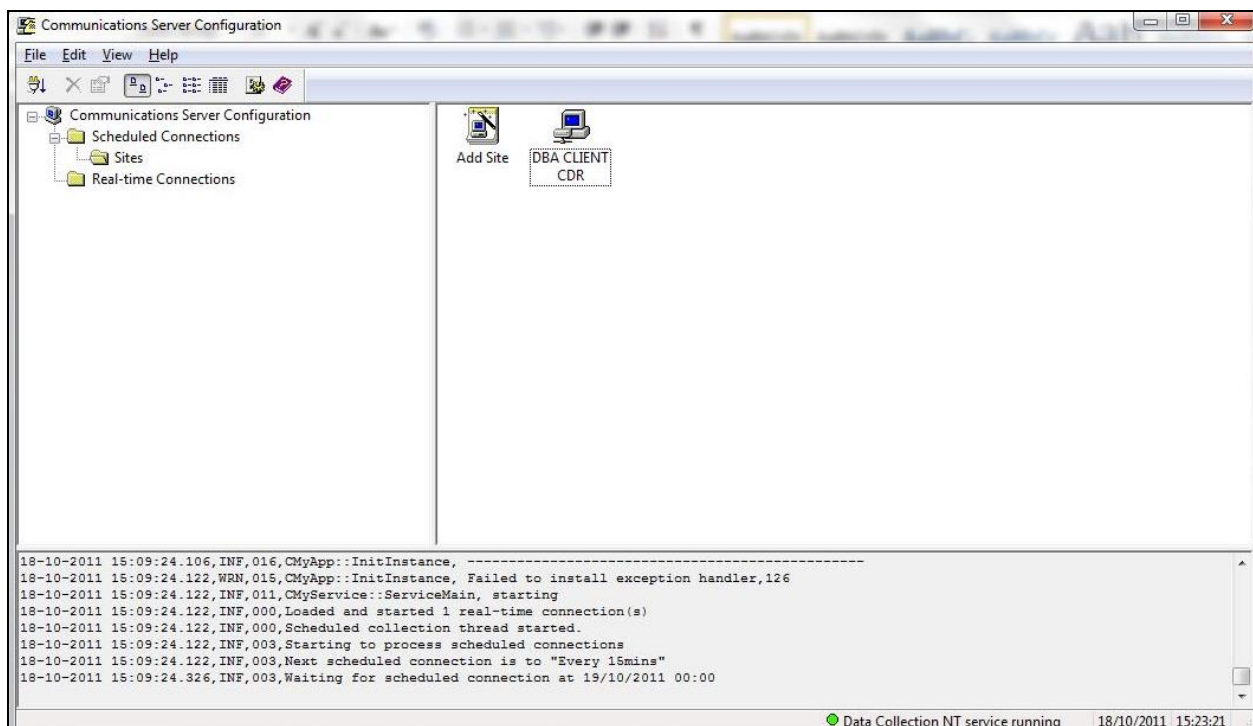 Communications Server Configuration
File Edit View Help
Communications Server Configuration
Scheduled Connections
Sites
Real-time Connections
Add Site
DBA CLIENT
CDR
18-10-2011 15:09:24.106,INF,016,CMyApp::InitInstance, ------------------------------------------------
18-10-2011 15:09:24.122,WRN,015,CMyApp::InitInstance, Failed to install exception handler,126
18-10-2011 15:09:24.122,INF,011,CMyService::ServiceMain, starting
18-10-2011 15:09:24.122,INF,000,Loaded and started 1 real-time connection(s)
18-10-2011 15:09:24.122,INF,000,Scheduled collection thread started.
18-10-2011 15:09:24.122,INF,003,Starting to process scheduled connections
18-10-2011 15:09:24.122,INF,003,Next scheduled connection is to "Every 15mins"
18-10-2011 15:09:24.326,INF,003,Waiting for scheduled connection at 19/10/2011 00:00
Data Collection NT service running 18/10/2011 15:23:21